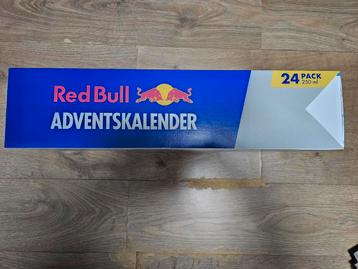 24 PACK
250 ml
Red Bull
ADVENTSKALENDER